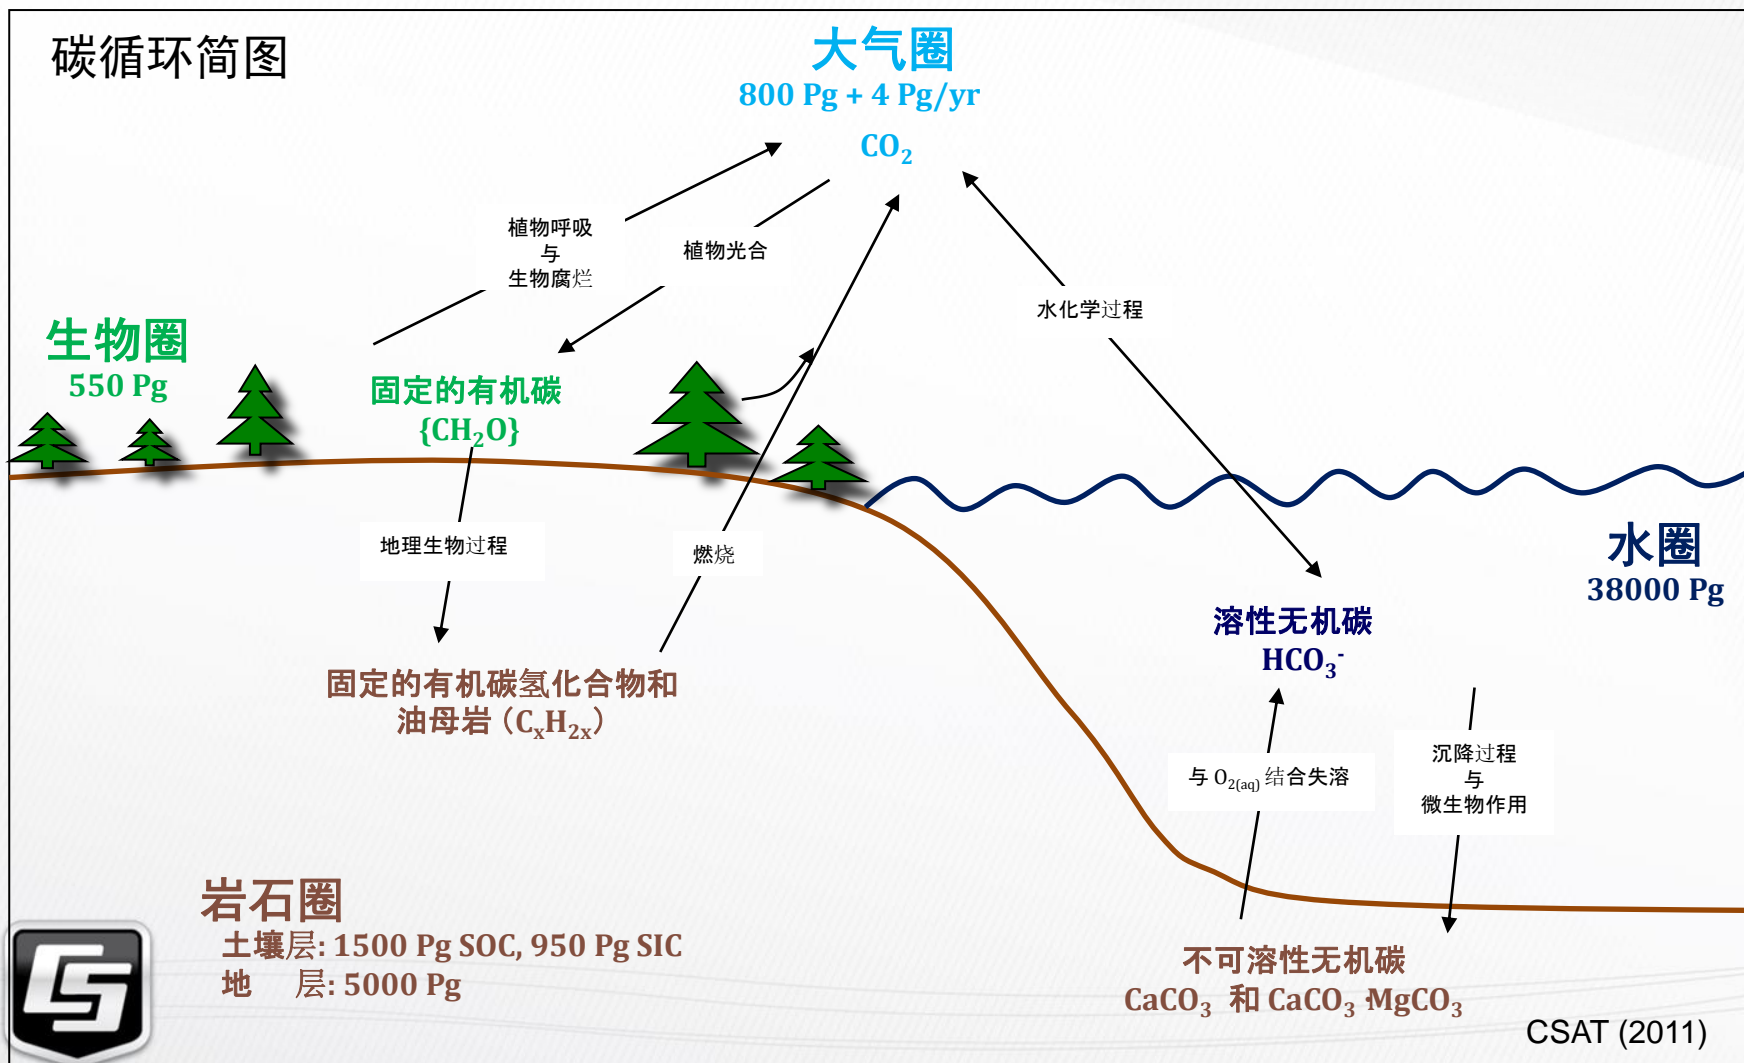 碳循环简图
大气圈
800 Pg + 4 Pg/yr
CO₂
植物呼吸
与
生物腐烂
植物光合
水化学过程
生物圈
550 Pg
固定的有机碳
{CH₂O}
地理生物过程
燃烧
水圈
38000 Pg
溶性无机碳
HCO₃⁻
固定的有机碳氢化合物和
油母岩（CₓH₂ₓ）
与 O₂₍aq₎ 结合失溶
沉降过程
与
微生物作用
岩石圈
土壤层: 1500 Pg SOC, 950 Pg SIC
地 层: 5000 Pg
不可溶性无机碳
CaCO₃ 和 CaCO₃·MgCO₃
CS
CSAT (2011)